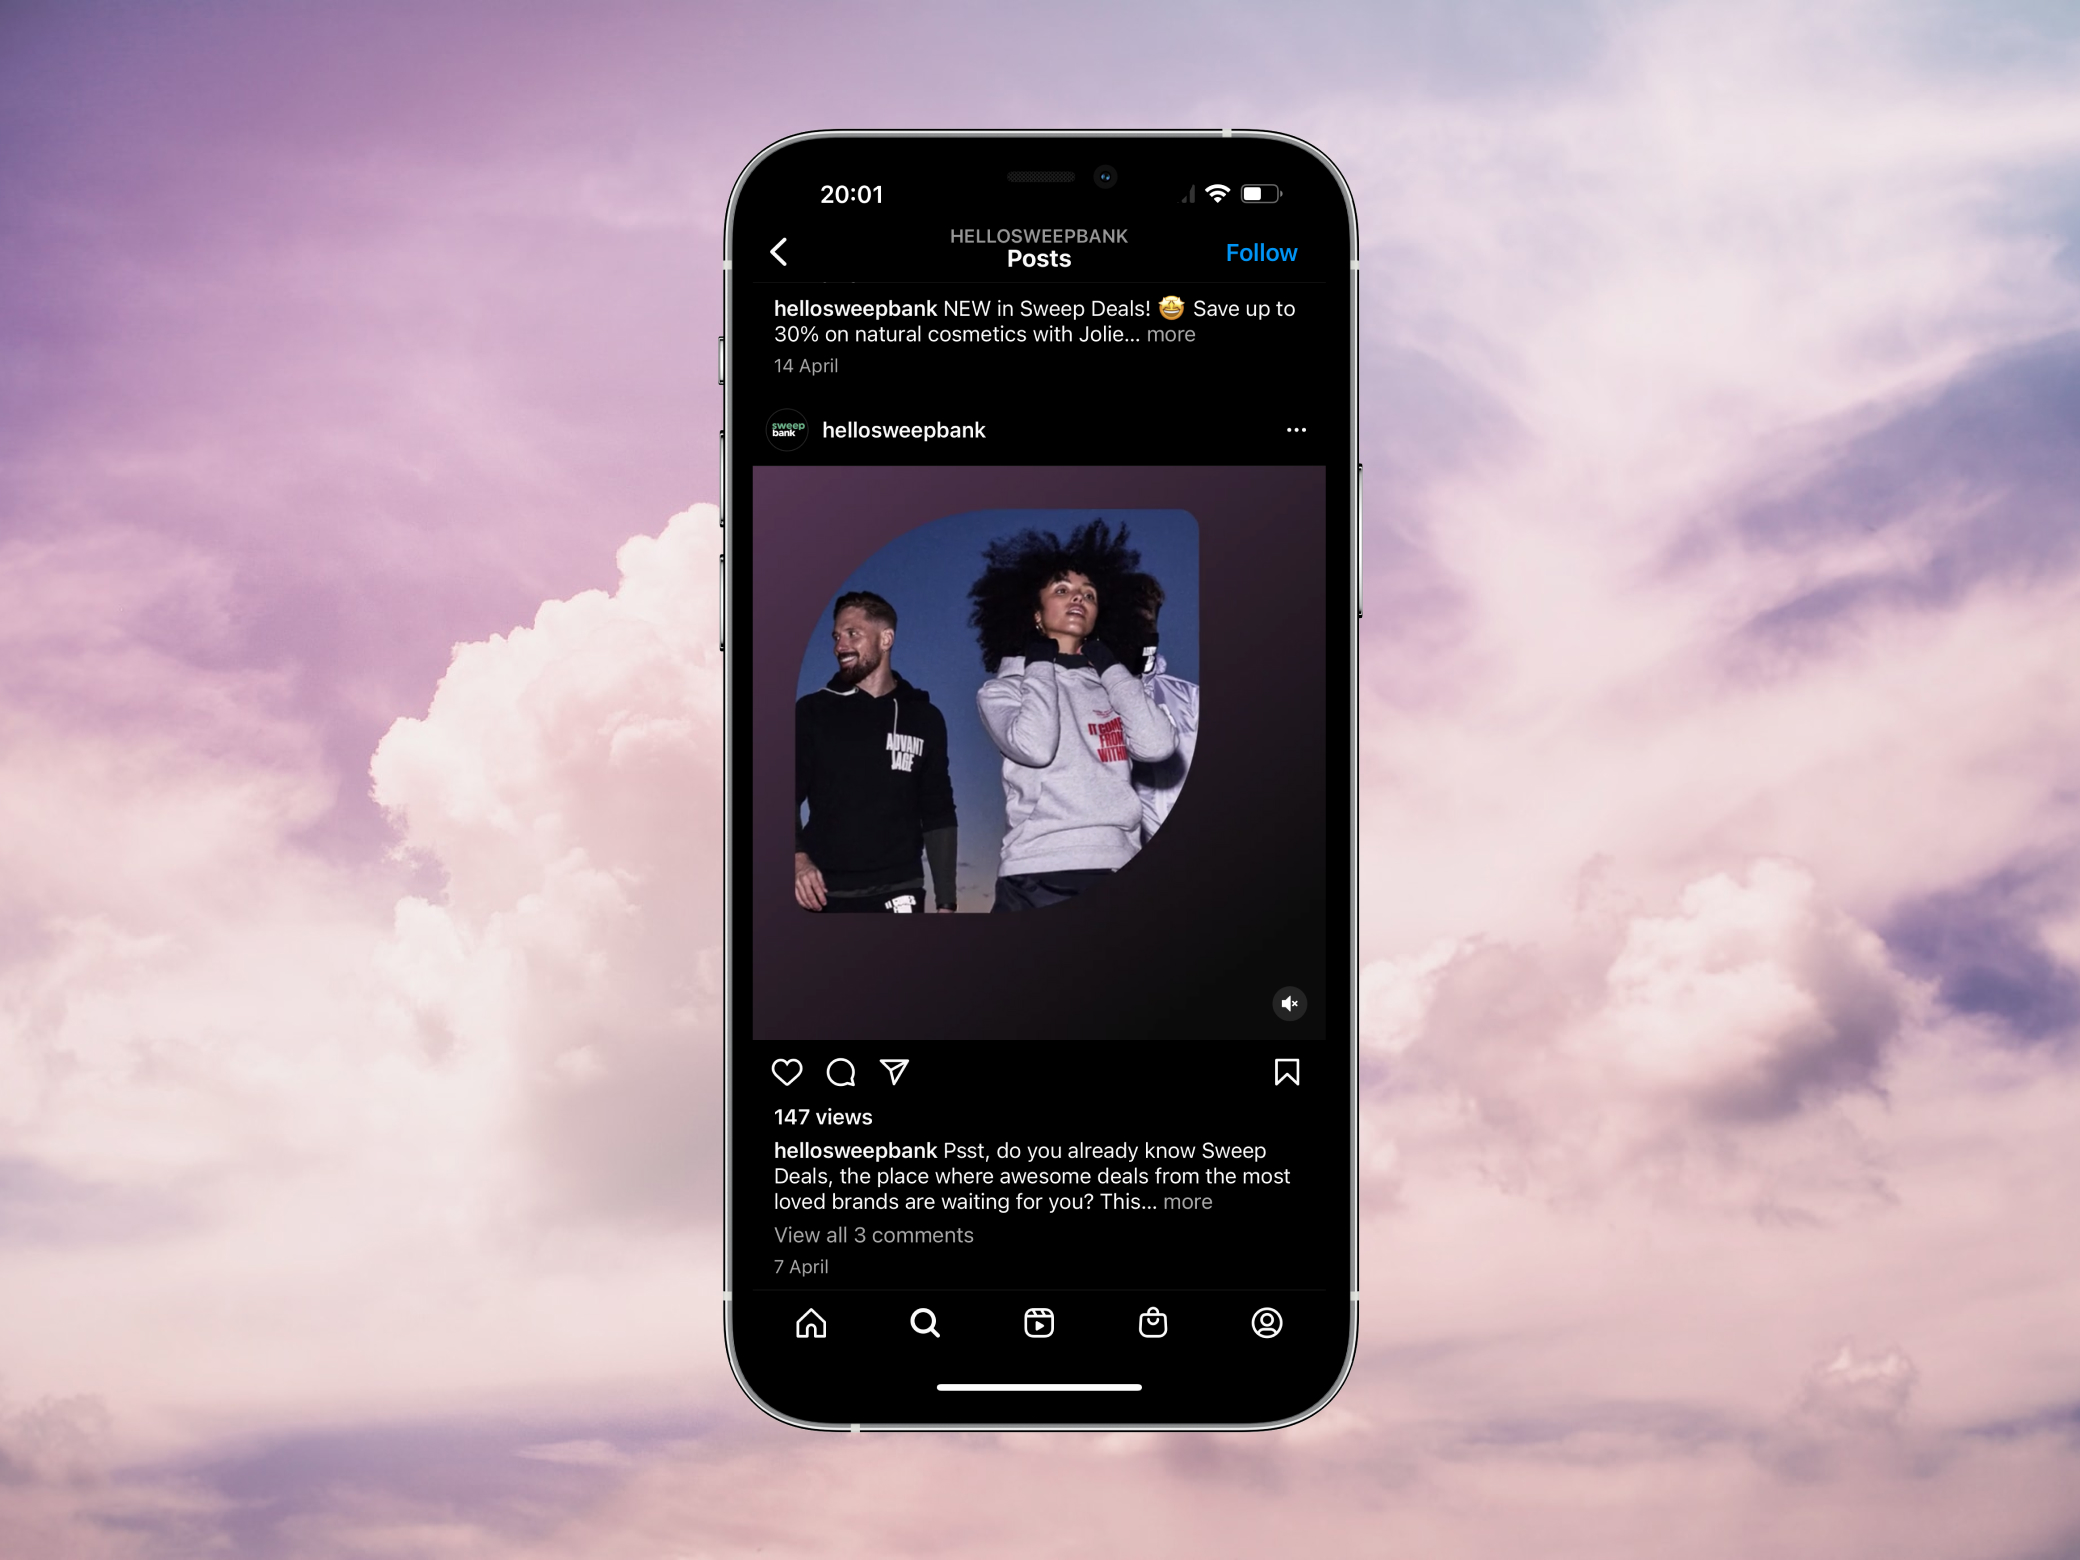 20:01
HELLOSWEEPBANK
Posts
Follow
hellosweepbank NEW in Sweep Deals! 🤩 Save up to
30% on natural cosmetics with Jolie... more
14 April
sweep
bank
hellosweepbank
ADVANT
AGE
IT COMES
FROM
WITHIN
IT COMES
FROM
147 views
hellosweepbank Psst, do you already know Sweep
Deals, the place where awesome deals from the most
loved brands are waiting for you? This... more
View all 3 comments
7 April